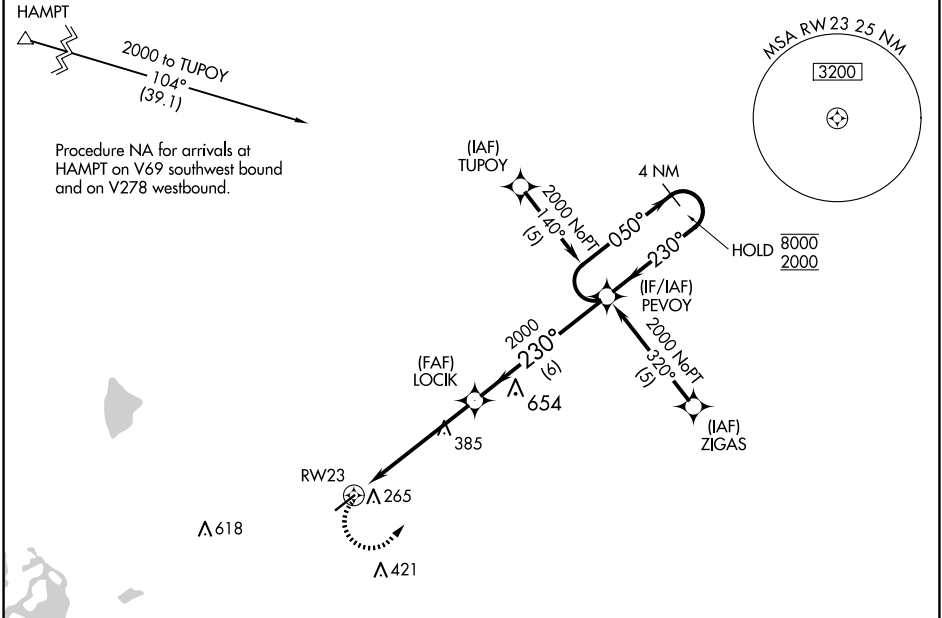 HAMPT
2000 to TUPOY
104°
(39.1)
Procedure NA for arrivals at
HAMPT on V69 southwest bound
and on V278 westbound.
MSA RW23 25 NM
3200
(IAF)
TUPOY
2000 NoPT
140°
(5)
4 NM
050°
230°
HOLD
8000
2000
(IF/IAF)
PEVOY
2000 NoPT
320°
(5)
(IAF)
ZIGAS
2000
230°
(6)
(FAF)
LOCIK
654
385
RW23
265
618
421